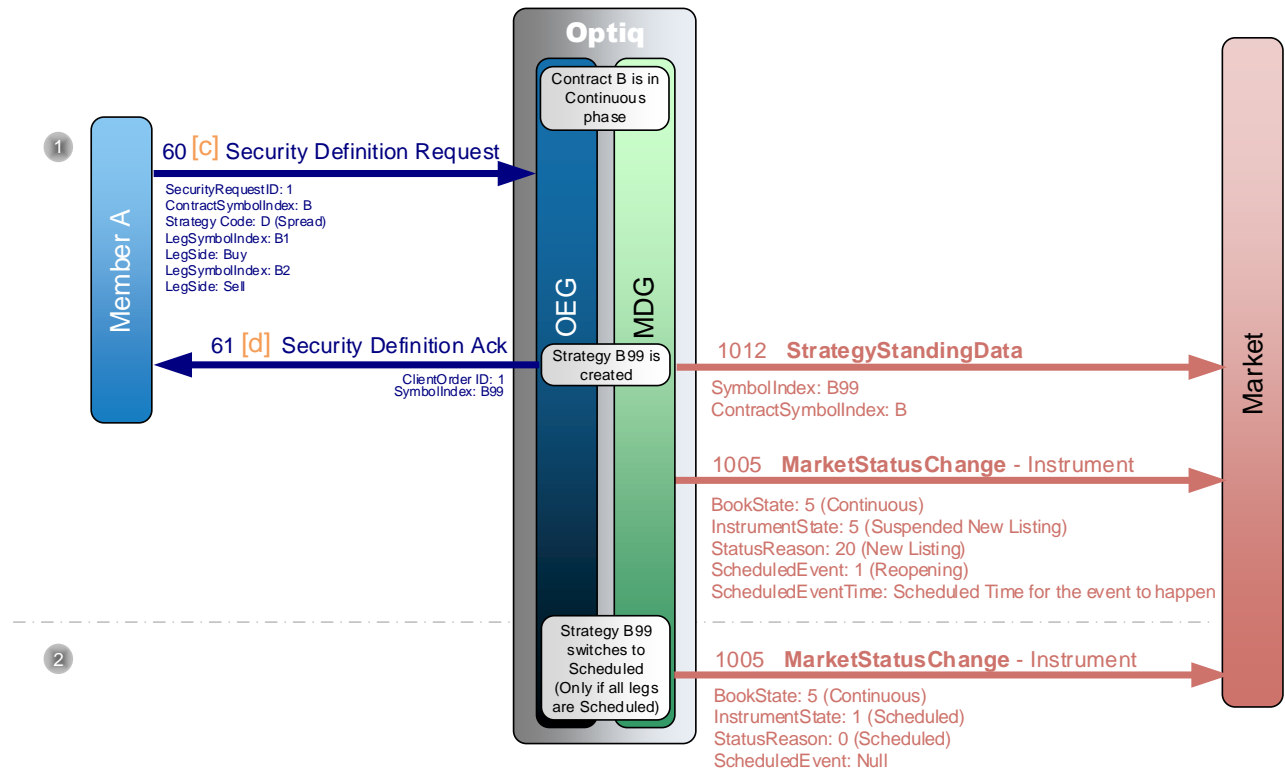 Optiq
Contract B is in
Continuous
phase
1
Member A
60 [c] Security Definition Request
SecurityRequestID: 1
ContractSymbolIndex: B
Strategy Code: D (Spread)
LegSymbolIndex: B1
LegSide: Buy
LegSymbolIndex: B2
LegSide: Sell
OEG
MDG
Market
61 [d] Security Definition Ack
ClientOrder ID: 1
SymbolIndex: B99
Strategy B99 is
created
1012 StrategyStandingData
SymbolIndex: B99
ContractSymbolIndex: B
1005 MarketStatusChange - Instrument
BookState: 5 (Continuous)
InstrumentState: 5 (Suspended New Listing)
StatusReason: 20 (New Listing)
ScheduledEvent: 1 (Reopening)
ScheduledEventTime: Scheduled Time for the event to happen
2
Strategy B99
switches to
Scheduled
(Only if all legs
are Scheduled)
1005 MarketStatusChange - Instrument
BookState: 5 (Continuous)
InstrumentState: 1 (Scheduled)
StatusReason: 0 (Scheduled)
ScheduledEvent: Null